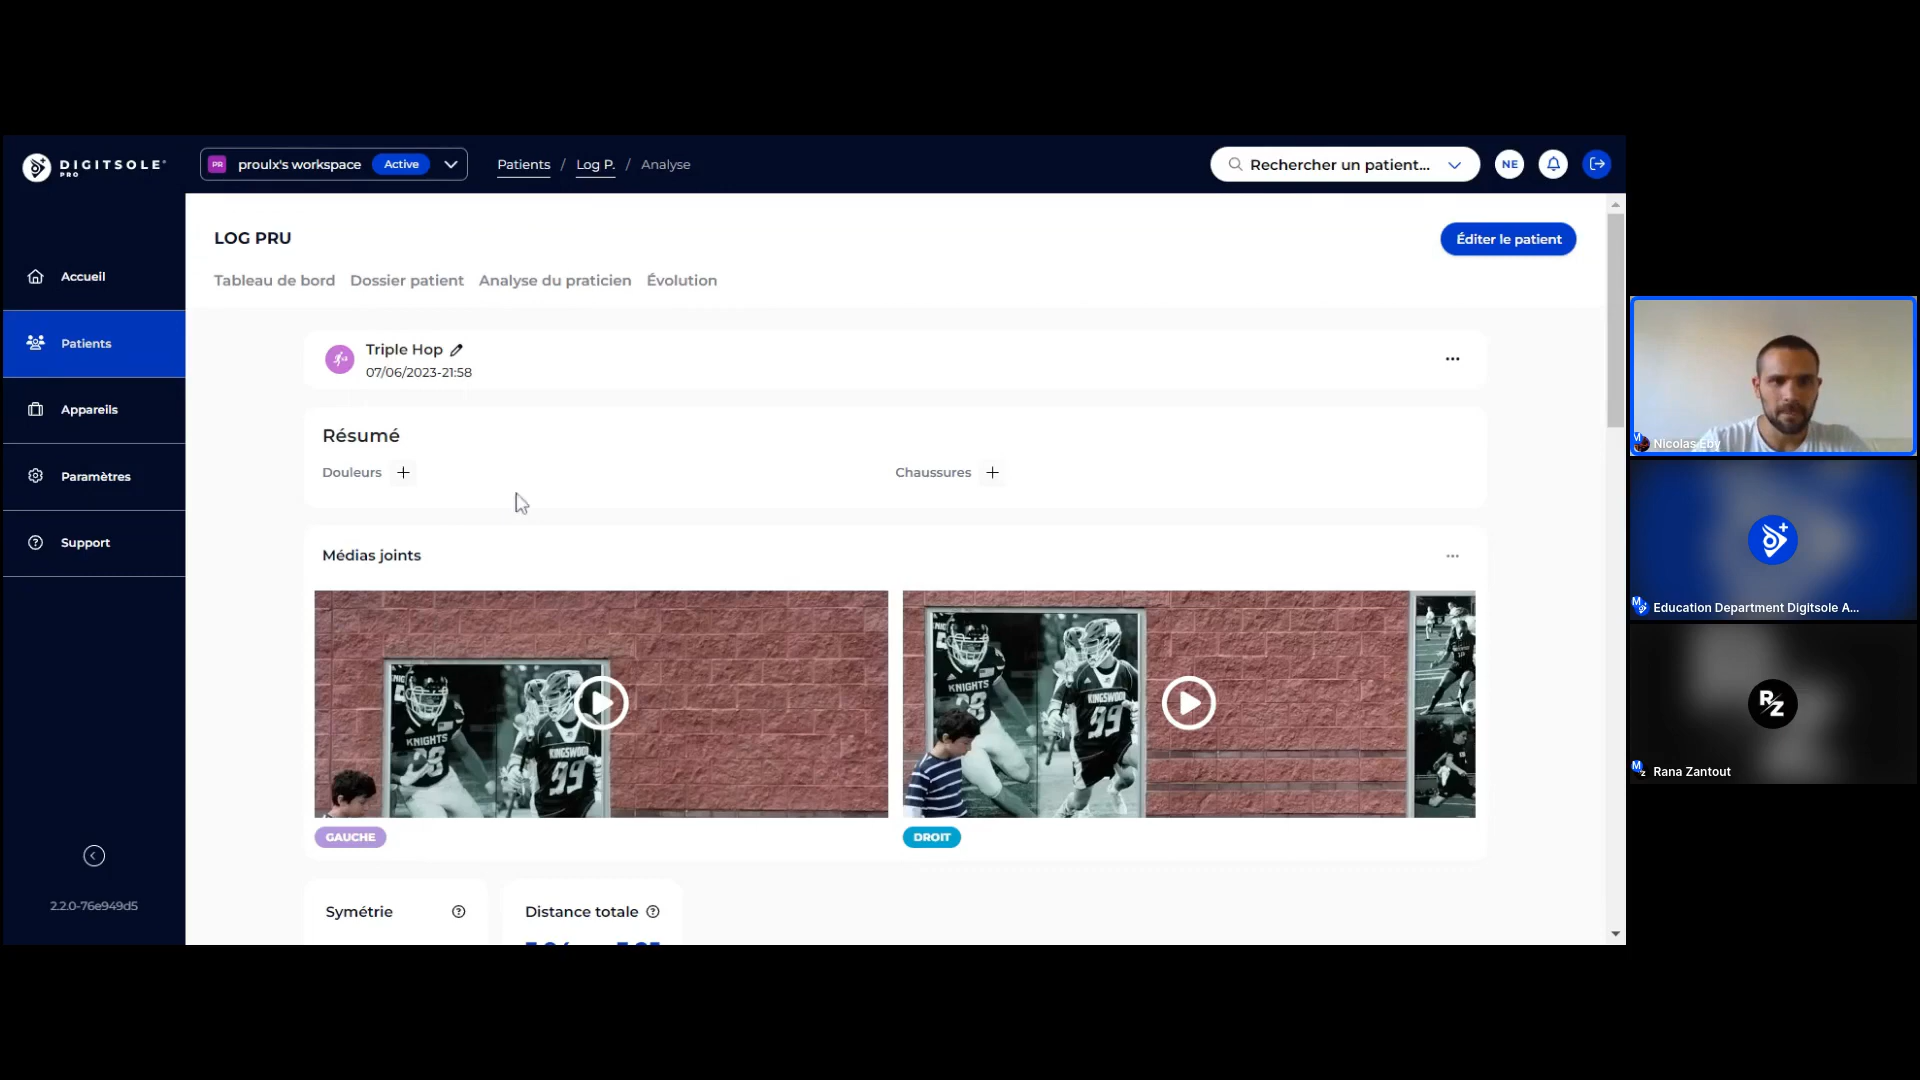 DIGITSOLE
PRO
PR proulx's workspace Active
Patients / Log P. / Analyse
Rechercher un patient...
NE
LOG PRU
Éditer le patient
Tableau de bord Dossier patient Analyse du praticien Évolution
Accueil
Patients
Appareils
Paramètres
Support
2.2.0-76e949d5
Triple Hop
07/06/2023-21:58
Résumé
Douleurs +
Chaussures +
Médias joints
KNIGHTS
KINGSWOOD
99
GAUCHE
KNIGHTS
KINGSWOOD
99
DROIT
Symétrie
Distance totale
Nicolas Eby
Education Department Digitsole A...
RZ
Rana Zantout